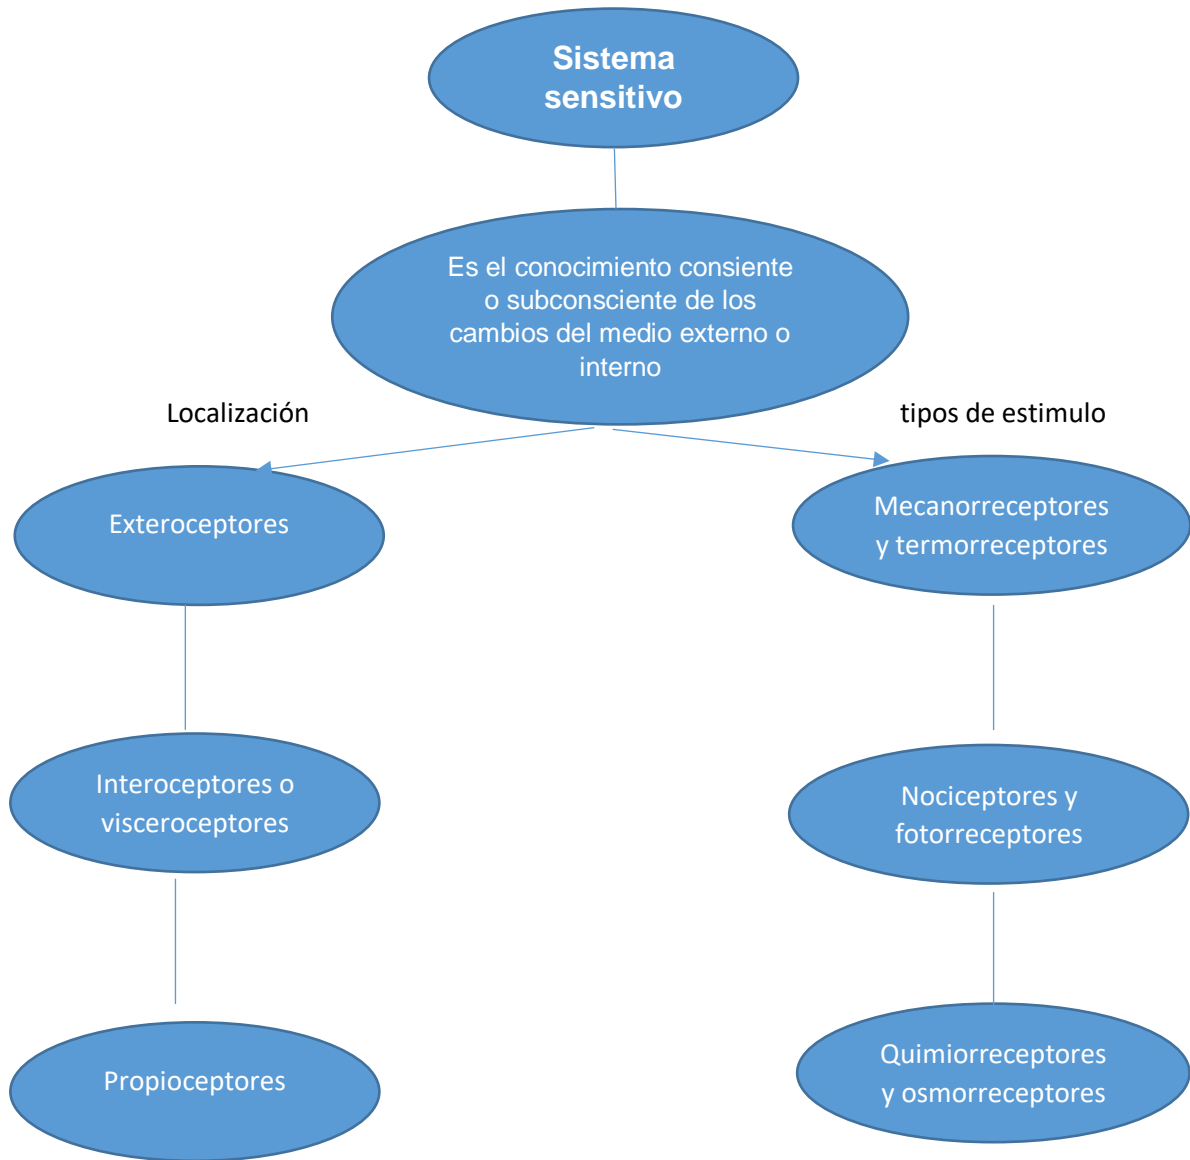 Sistema
sensitivo
Es el conocimiento consiente
o subconsciente de los
cambios del medio externo o
interno
Localización
tipos de estimulo
Exteroceptores
Mecanorreceptores
y termorreceptores
Interoceptores o
visceroceptores
Nociceptores y
fotorreceptores
Propioceptores
Quimiorreceptores
y osmorreceptores